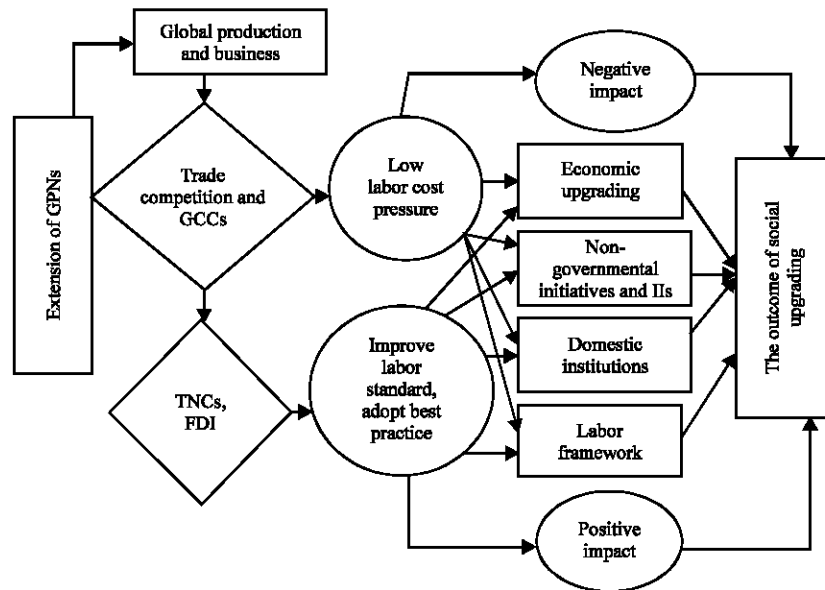 Global production
and business
Extension of GPNs
Trade
competition and
GCCs
TNCs,
FDI
Low
labor cost
pressure
Improve
labor
standard,
adopt best
practice
Negative
impact
Economic
upgrading
Non-
governmental
initiatives and IIs
Domestic
institutions
Labor
framework
Positive
impact
The outcome of social
upgrading